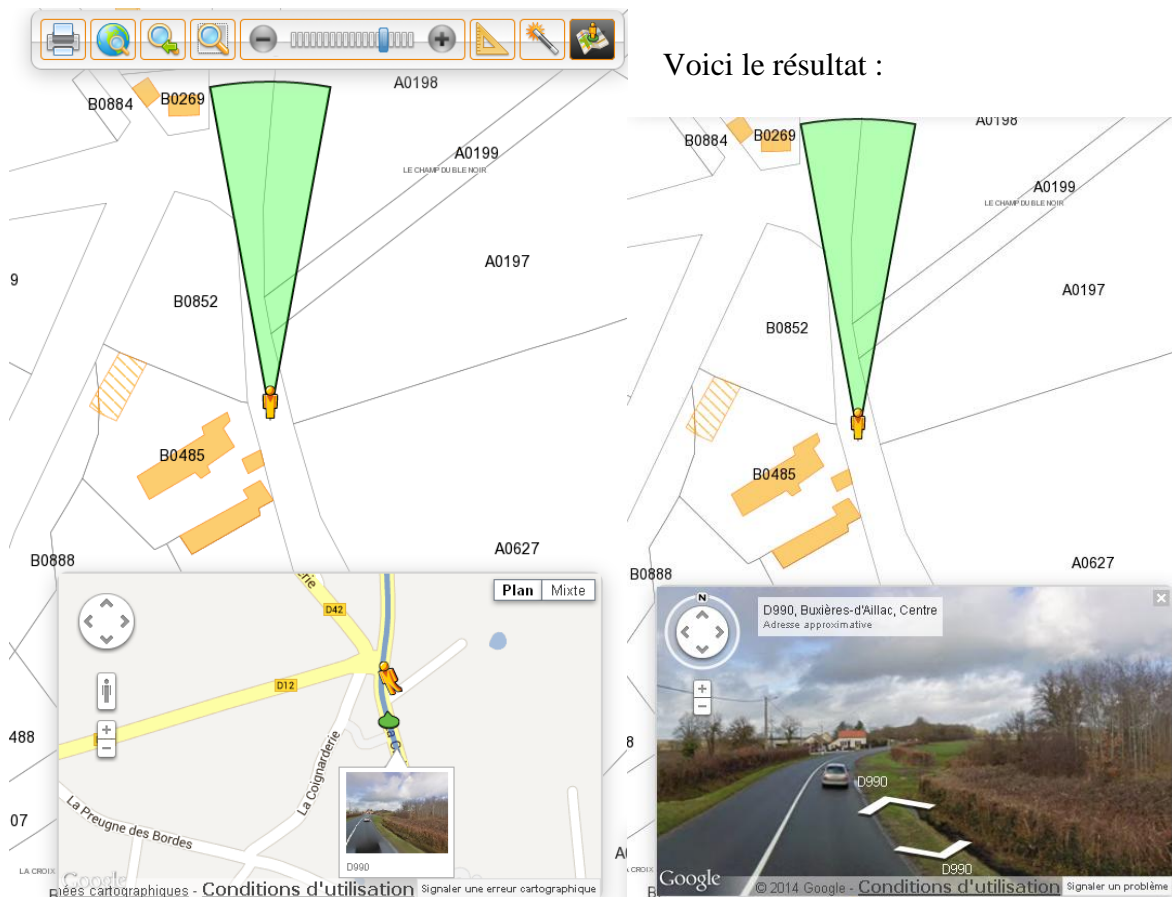 Voici le résultat :
A0198
B0884
B0269
A0199
LE CHAMP DU BLE NOIR
A0197
9
B0852
B0485
B0888
A0627
Plan
Mixte
D42
D12
488
La Coignarderie
La Preugne des Bordes
07
D990
LA CROIX
Google
nées cartographiques - Conditions d'utilisation
Signaler une erreur cartographique
A0198
B0884
B0269
A0199
LE CHAMP DU BLE NOIR
A0197
B0852
B0485
B0888
A0627
N
D990, Buxières-d'Aillac, Centre
Adresse approximative
8
D990
D990
Google
© 2014 Google - Conditions d'utilisation
Signaler un problème